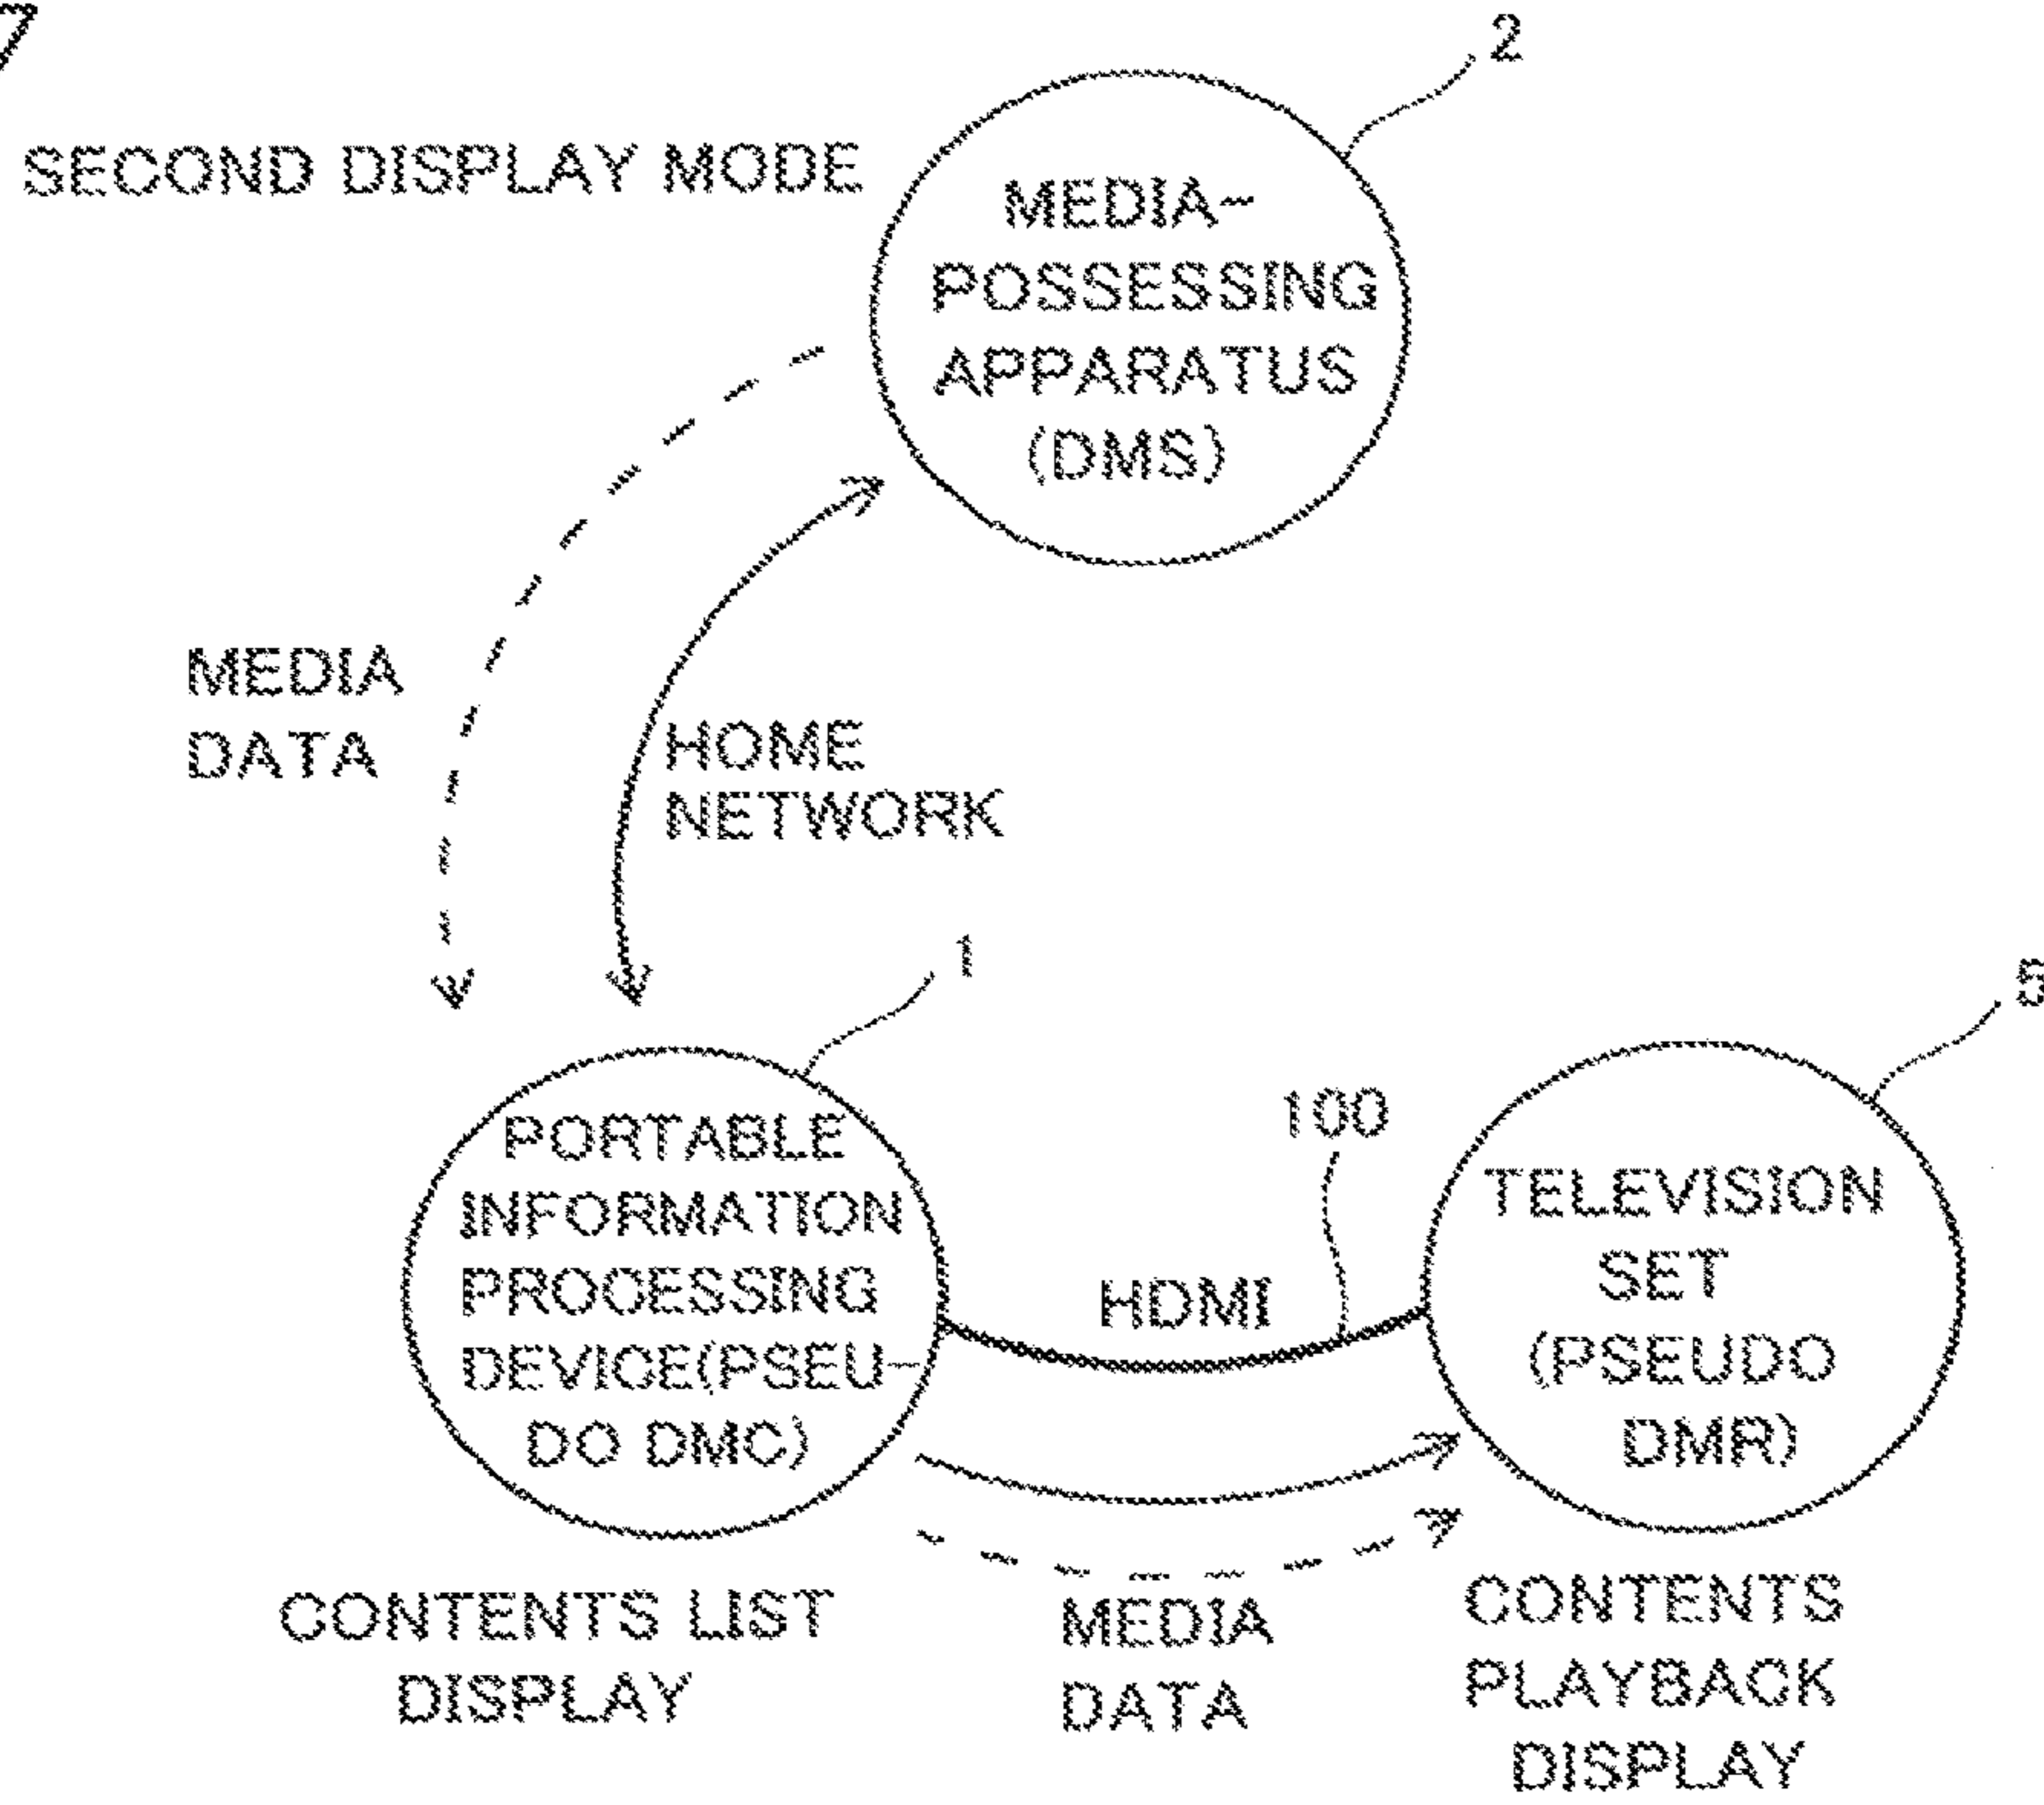 7
2
SECOND DISPLAY MODE
MEDIA-
POSSESSING
APPARATUS
(DMS)
MEDIA
DATA
HOME
NETWORK
1
5
PORTABLE
INFORMATION
PROCESSING
DEVICE(PSEU-
DO DMC)
100
HDMI
TELEVISION
SET
(PSEUDO
DMR)
CONTENTS LIST
DISPLAY
MEDIA
DATA
CONTENTS
PLAYBACK
DISPLAY